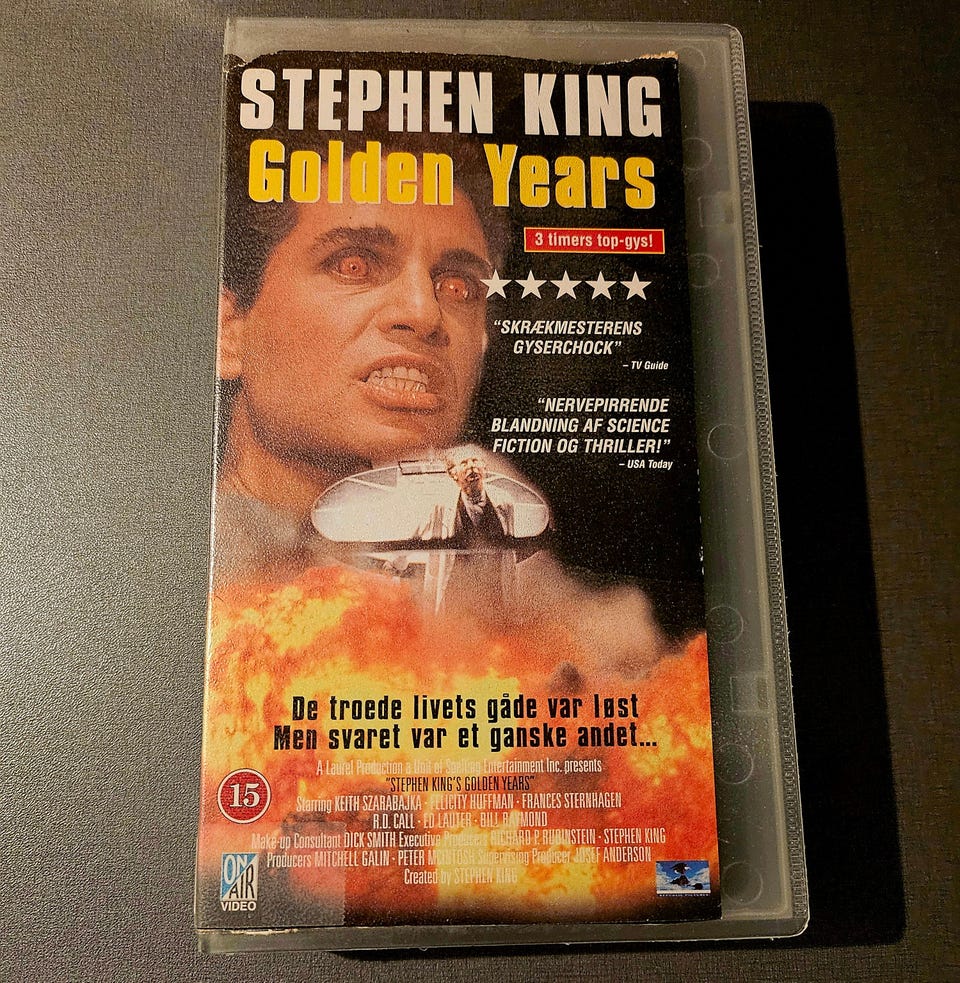 STEPHEN KING
Golden Years
3 timers top-gys!
"SKRÆKMESTERENS
GYSERCHOCK"
– TV Guide
"NERVEPIRRENDE
BLANDNING AF SCIENCE
FICTION OG THRILLER!"
– USA Today
De troede livets gåde var løst
Men svaret var et ganske andet...
A Laurel Production a Unit of Spelling Entertainment Inc. presents
"STEPHEN KING'S GOLDEN YEARS"
Starring KEITH SZARABAJKA · FELICITY HUFFMAN · FRANCES STERNHAGEN
R.D. CALL · ED LAUTER · BILL RAYMOND
Make-up Consultant DICK SMITH Executive Producers RICHARD P. RUBINSTEIN · STEPHEN KING
Producers MITCHELL GALIN · PETER MCINTOSH Supervising Producer JOSEF ANDERSON
Created by STEPHEN KING
15
ON
AIR
VIDEO
REPUBLIC PICTURES